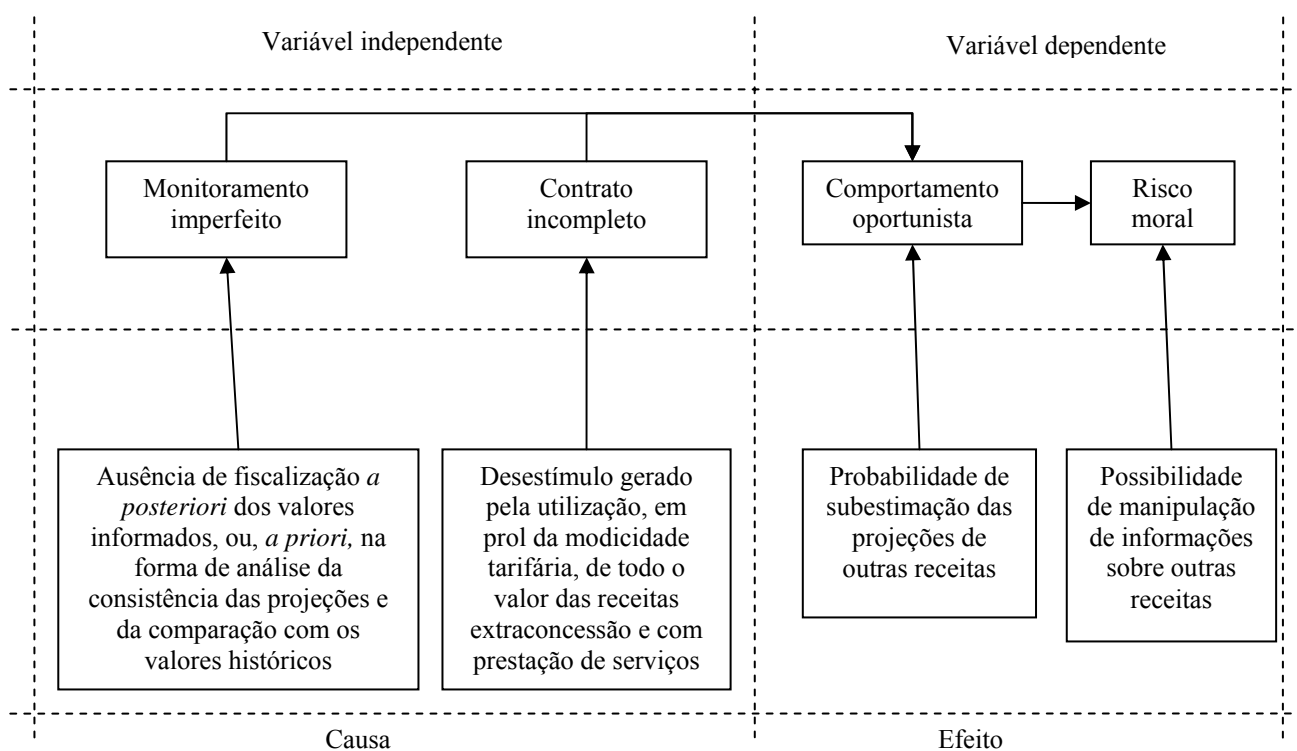 Variável independente
Variável dependente
Monitoramento
imperfeito
Contrato
incompleto
Comportamento
oportunista
Risco
moral
Ausência de fiscalização a
posteriori dos valores
informados, ou, a priori, na
forma de análise da
consistência das projeções e
da comparação com os
valores históricos
Desestímulo gerado
pela utilização, em
prol da modicidade
tarifária, de todo o
valor das receitas
extraconcessão e com
prestação de serviços
Probabilidade de
subestimação das
projeções de
outras receitas
Possibilidade
de manipulação
de informações
sobre outras
receitas
Causa
Efeito